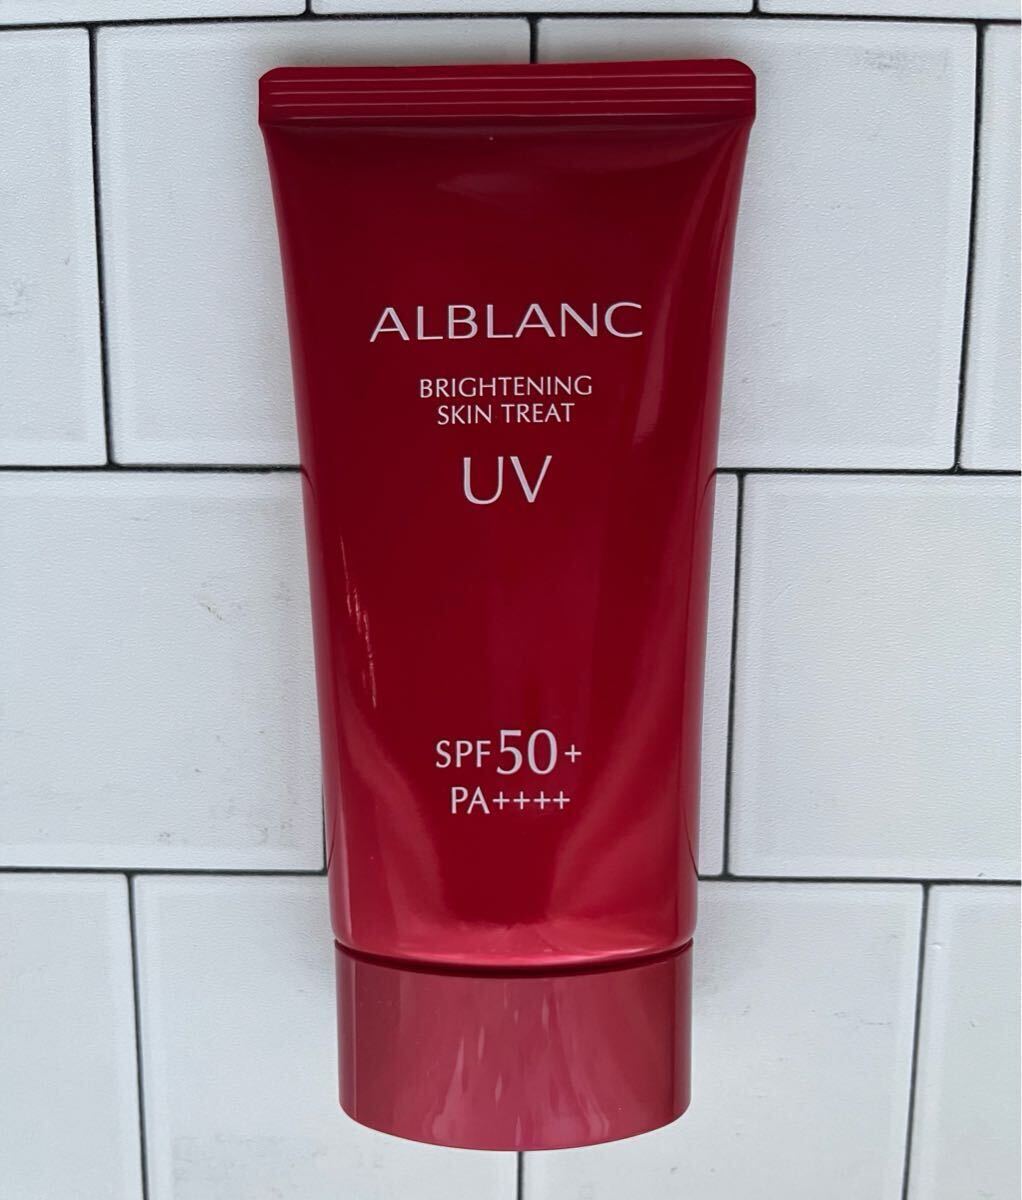 ALBLANC
BRIGHTENING
SKIN TREAT
UV
SPF50+
PA++++